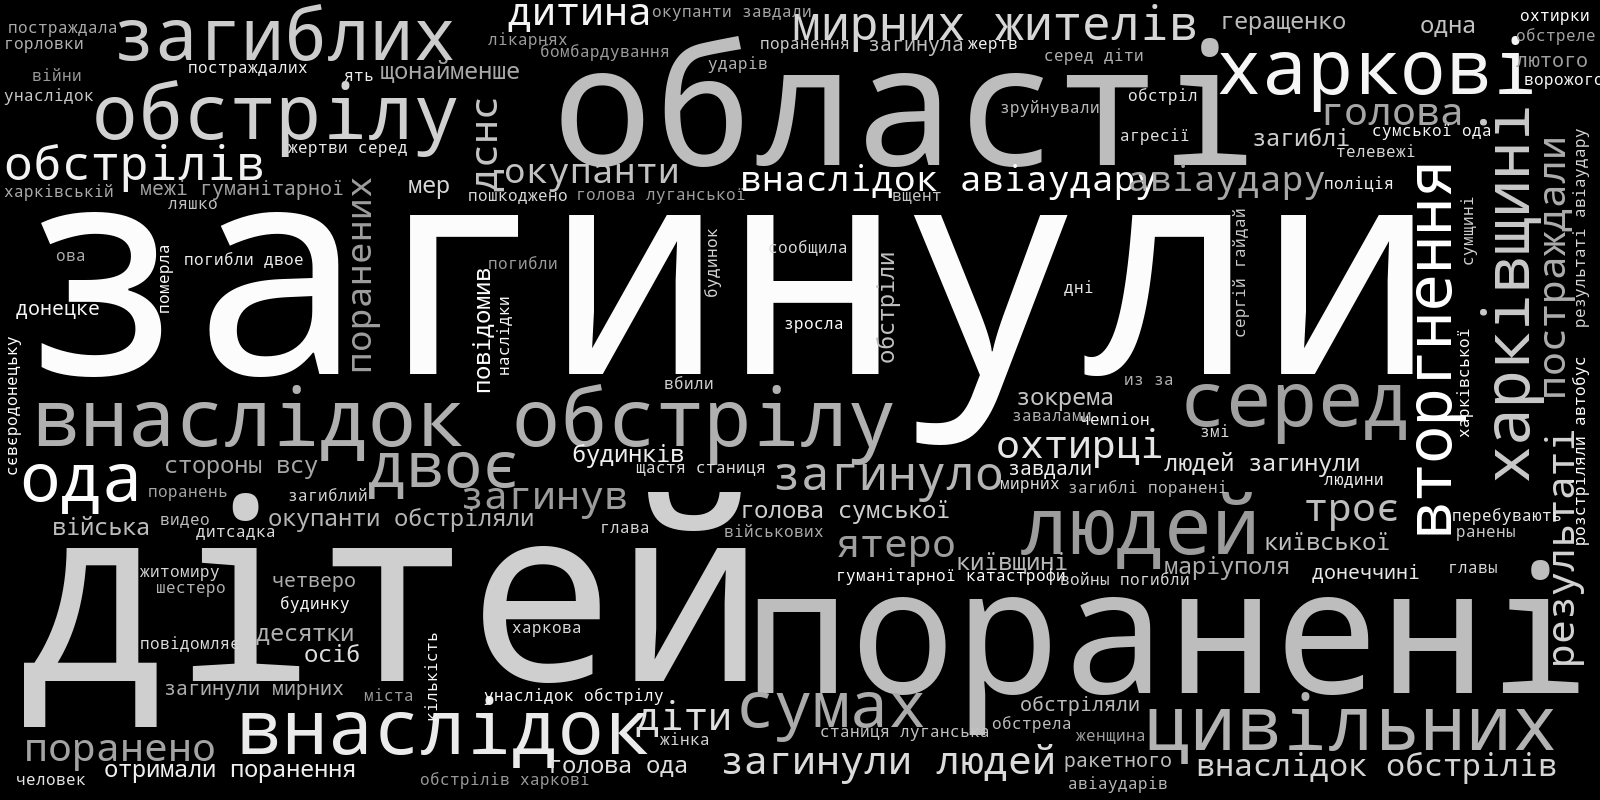 дитина окупанти завдали охтирки
загиблих мирних жителів геращенко одна
постраждала горловки лікарнях бомбардування поранення загинула жертв серед діти обстреле
війни постраждалих ять щонайменше ударів харкові лютого
унаслідок області обстріл ворожого
обстрілу зруйнували голова
дснс агресії загиблі сумської ода
жертви серед телевежі
обстрілів окупанти внаслідок авіаудару авіаудару поліція
харківській межі гуманітарної мер пошкоджено голова луганської вщент
ляшко
загинули
поранених вторгнення харківщині постраждали результаті авіаудару
ова померла погибли двое погибли будинок сообщила обстріли сергій гайдай сумщині
донецке повідомив наслідки зросла дні
сєвєродонецьку вбили из за харківської
внаслідок обстрілу зокрема серед
завалами чемпіон
охтирці змі розстріляли автобус
ода стороны всу двоє будинків щастя станиця загинуло завдали людей загинули
поранень загиблий загинув мирних загиблі поранені людини
війська видео дитсадка окупанти обстріляли глава голова сумської військових людей троє перебувають
ранены
дітей ятеро київської результаті
київщині маріуполя
житомиру шестеро четверо гуманітарної катастрофи войны погибли донеччині главы
будинку поранені
харкова десятки
повідомляє осіб
кількість
загинули мирних міста унаслідок обстрілу сумах обстріляли
внаслідок діти обстрела цивільних
поранено жінка станиця луганська женщина
отримали поранення голова ода загинули людей ракетного внаслідок обстрілів
человек обстрілів харкові авіаударів